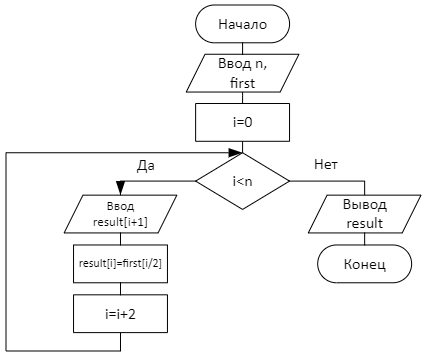 Начало
Ввод n,
first
i=0
Да
Нет
i<n
Ввод
result[i+1]
Вывод
result
result[i]=first[i/2]
Конец
i=i+2